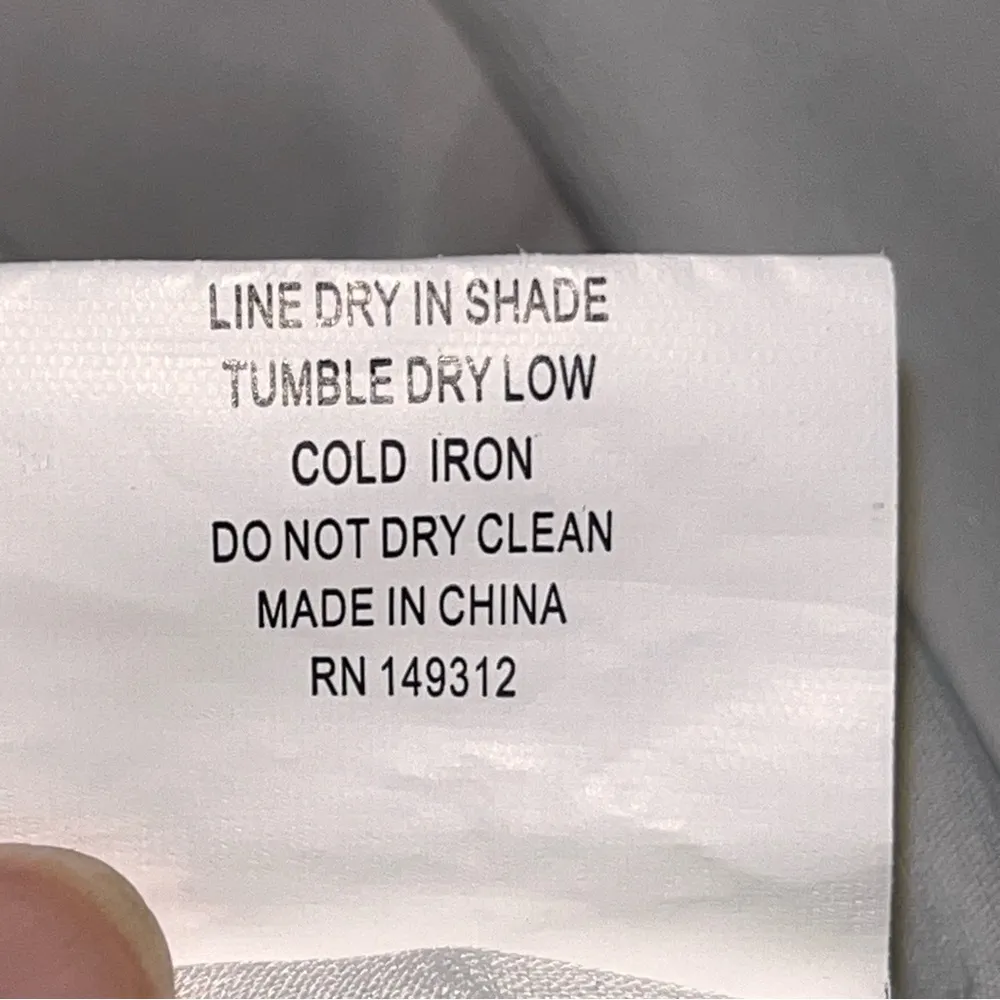 LINE DRY IN SHADE
TUMBLE DRY LOW
COLD IRON
DO NOT DRY CLEAN
MADE IN CHINA
RN 149312